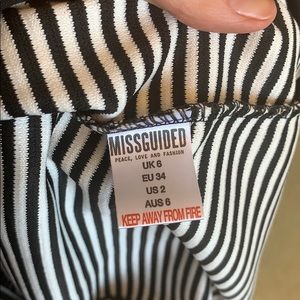 MISSGUIDED
PEACE, LOVE AND FASHION
UK 6
EU 34
US 2
AUS 6
KEEP AWAY FROM FIRE